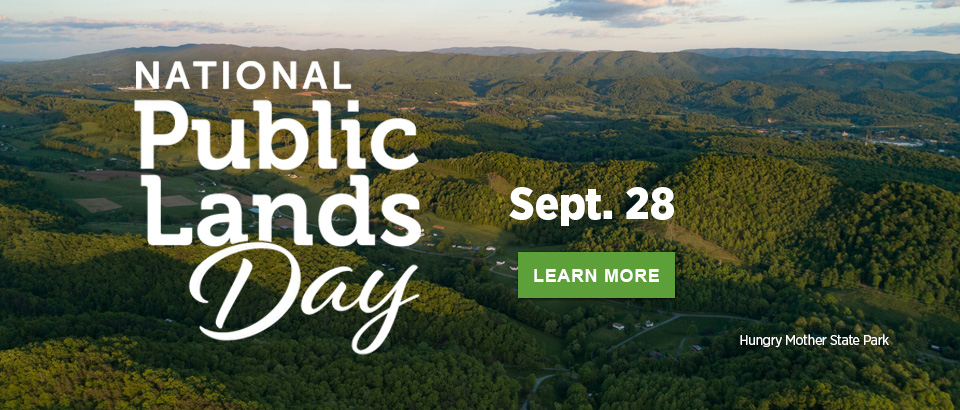 NATIONAL
Public
Lands
Day
Sept. 28
LEARN MORE
Hungry Mother State Park